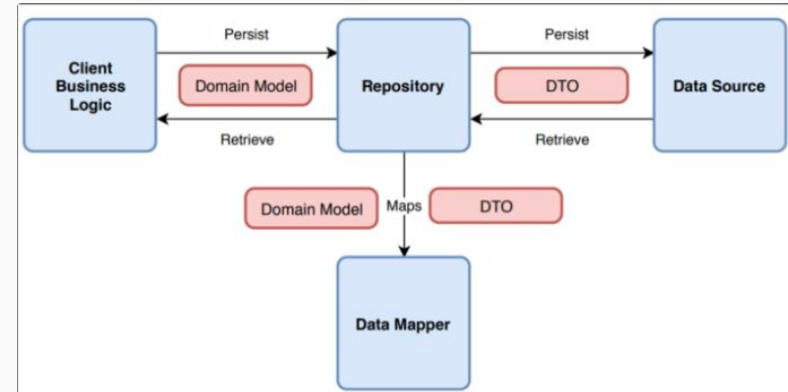 Persist
Persist
Client
Business
Logic
Domain Model
Repository
DTO
Data Source
Retrieve
Retrieve
Domain Model
Maps
DTO
Data Mapper